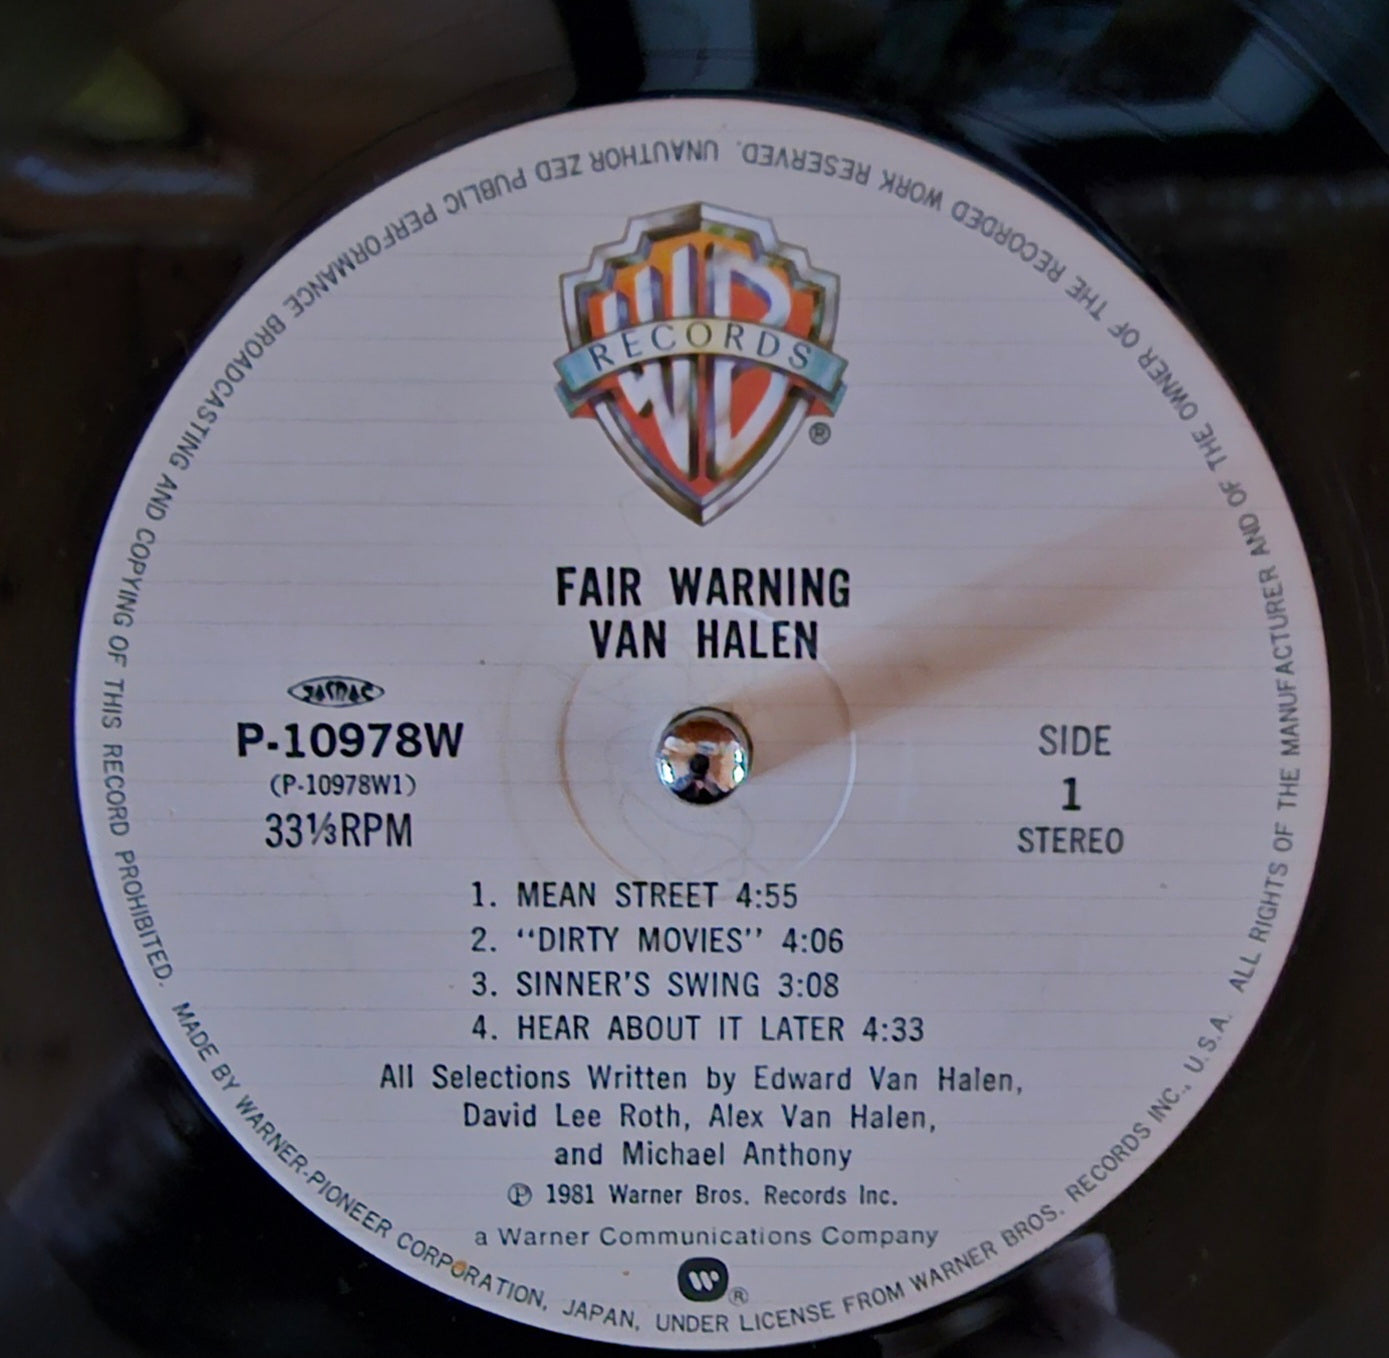 WB
RECORDS
®
FAIR WARNING
VAN HALEN
JASRAC
P-10978W
(P-10978W1)
33⅓RPM
SIDE
1
STEREO
1. MEAN STREET 4:55
2. “DIRTY MOVIES” 4:06
3. SINNER'S SWING 3:08
4. HEAR ABOUT IT LATER 4:33
All Selections Written by Edward Van Halen,
David Lee Roth, Alex Van Halen,
and Michael Anthony
℗ 1981 Warner Bros. Records Inc.
a Warner Communications Company
®
MADE BY WARNER-PIONEER CORPORATION, JAPAN, UNDER LICENSE FROM WARNER BROS. RECORDS INC., U.S.A. ALL RIGHTS OF THE MANUFACTURER AND OF THE OWNER OF THE RECORDED WORK RESERVED. UNAUTHOR ZED PUBLIC PERFORMANCE BROADCASTING AND COPYING OF THIS RECORD PROHIBITED.